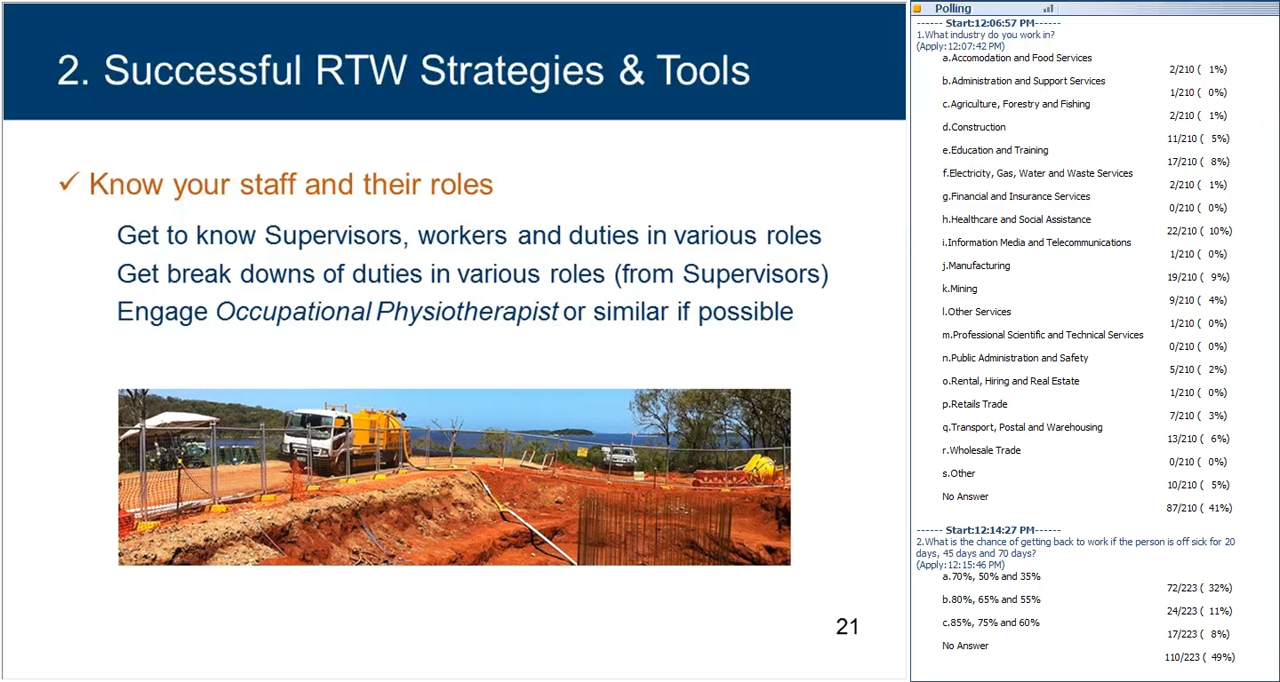 2. Successful RTW Strategies & Tools
✓ Know your staff and their roles
Get to know Supervisors, workers and duties in various roles
Get break downs of duties in various roles (from Supervisors)
Engage Occupational Physiotherapist or similar if possible
21
Polling
------ Start:12:06:57 PM------
1.What industry do you work in?
(Apply:12:07:42 PM)
a.Accomodation and Food Services
2/210 ( 1%)
b.Administration and Support Services
1/210 ( 0%)
c.Agriculture, Forestry and Fishing
2/210 ( 1%)
d.Construction
11/210 ( 5%)
e.Education and Training
17/210 ( 8%)
f.Electricity, Gas, Water and Waste Services
2/210 ( 1%)
g.Financial and Insurance Services
0/210 ( 0%)
h.Healthcare and Social Assistance
22/210 ( 10%)
i.Information Media and Telecommunications
1/210 ( 0%)
j.Manufacturing
19/210 ( 9%)
k.Mining
9/210 ( 4%)
l.Other Services
1/210 ( 0%)
m.Professional Scientific and Technical Services
0/210 ( 0%)
n.Public Administration and Safety
5/210 ( 2%)
o.Rental, Hiring and Real Estate
1/210 ( 0%)
p.Retails Trade
7/210 ( 3%)
q.Transport, Postal and Warehousing
13/210 ( 6%)
r.Wholesale Trade
0/210 ( 0%)
s.Other
10/210 ( 5%)
No Answer
87/210 ( 41%)
------ Start:12:14:27 PM------
2.What is the chance of getting back to work if the person is off sick for 20
days, 45 days and 70 days?
(Apply:12:15:46 PM)
a.70%, 50% and 35%
72/223 ( 32%)
b.80%, 65% and 55%
24/223 ( 11%)
c.85%, 75% and 60%
17/223 ( 8%)
No Answer
110/223 ( 49%)